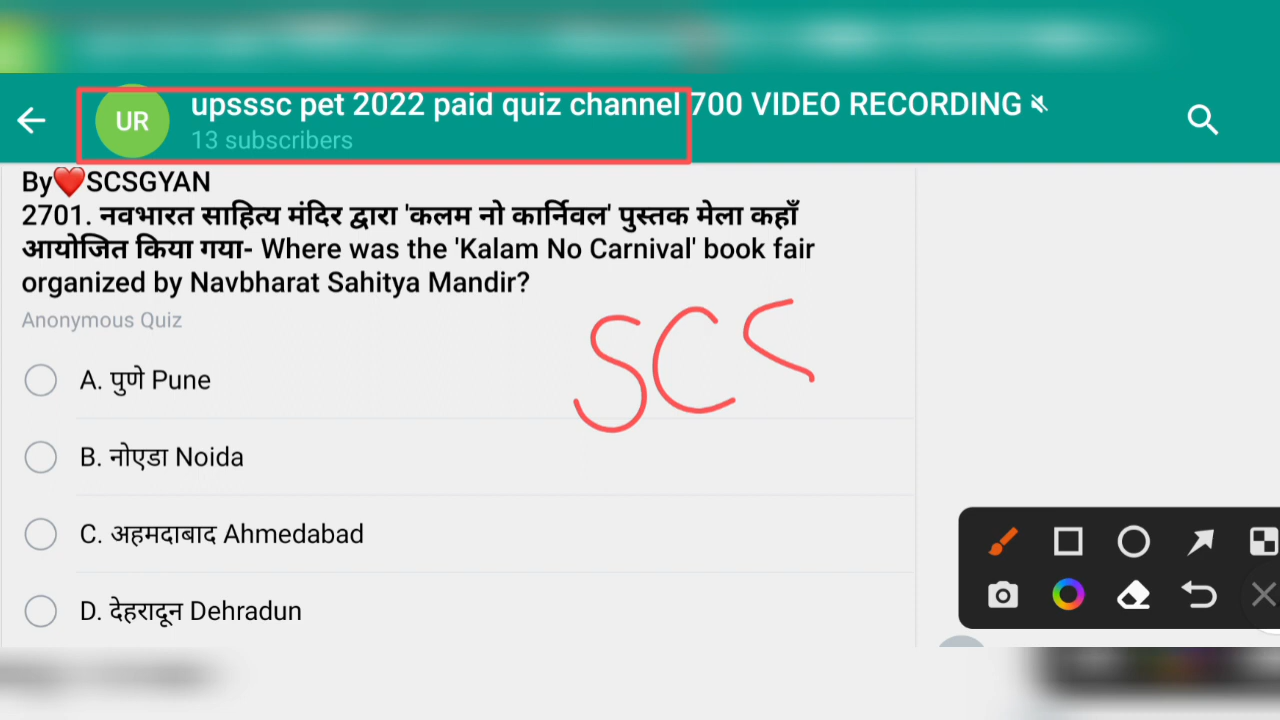 UR
upsssc pet 2022 paid quiz channel 700 VIDEO RECORDING
13 subscribers
By❤️SCSGYAN
2701. नवभारत साहित्य मंदिर द्वारा 'कलम नो कार्निवल' पुस्तक मेला कहाँ
आयोजित किया गया- Where was the 'Kalam No Carnival' book fair
organized by Navbharat Sahitya Mandir?
Anonymous Quiz
SC
A. पुणे Pune
B. नोएडा Noida
C. अहमदाबाद Ahmedabad
D. देहरादून Dehradun